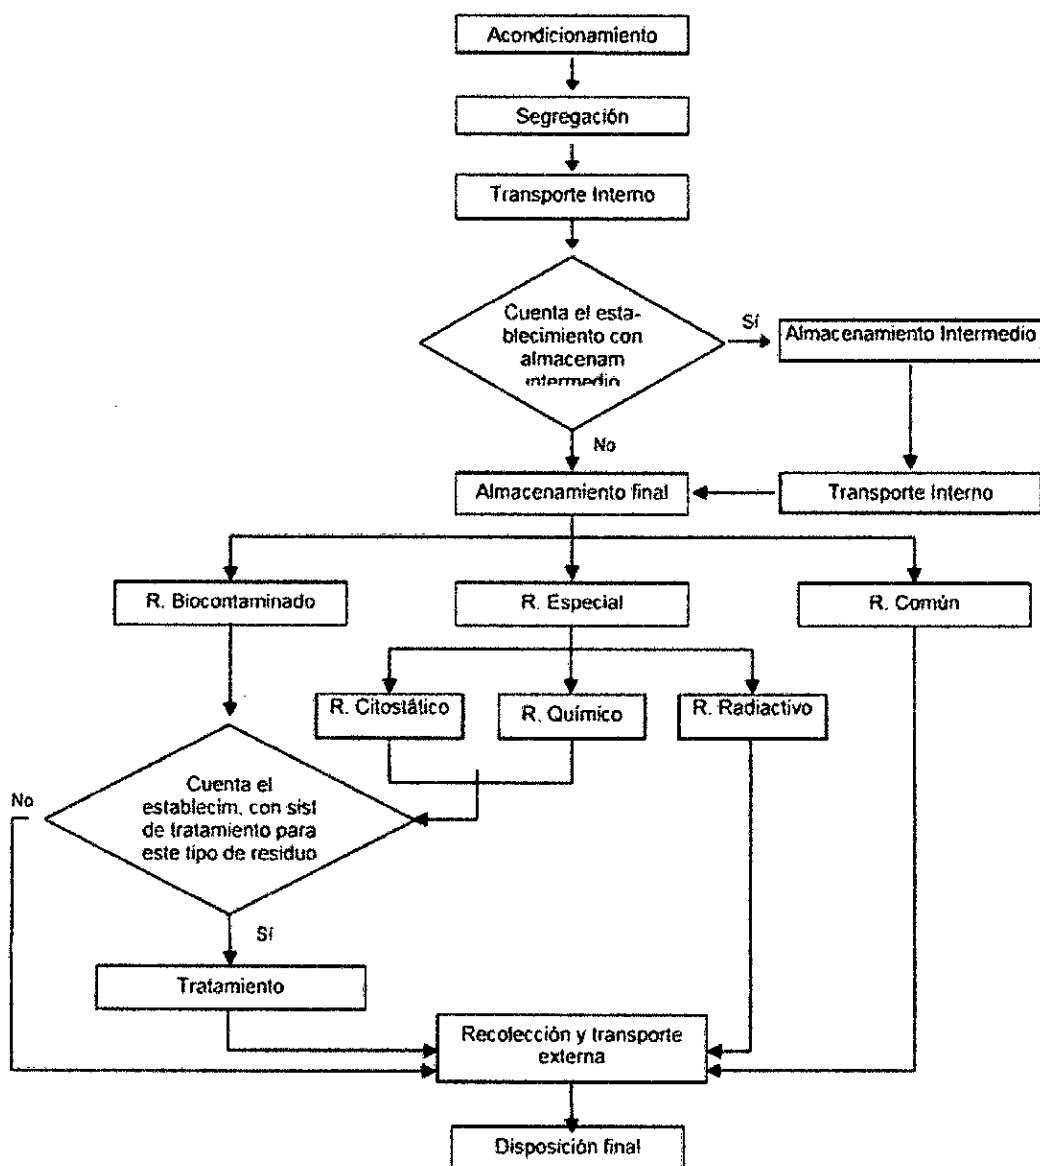 Acondicionamiento
Segregación
Transporte Interno
Cuenta el esta-
blecimiento con
almacenam
intermedio
Sí
Almacenamiento Intermedio
No
Almacenamiento final
Transporte Interno
R. Biocontaminado
R. Especial
R. Común
R. Citostático
R. Químico
R. Radiactivo
No
Cuenta el
establecim. con sist
de tratamiento para
este tipo de residuo
Sí
Tratamiento
Recolección y transporte
externa
Disposición final